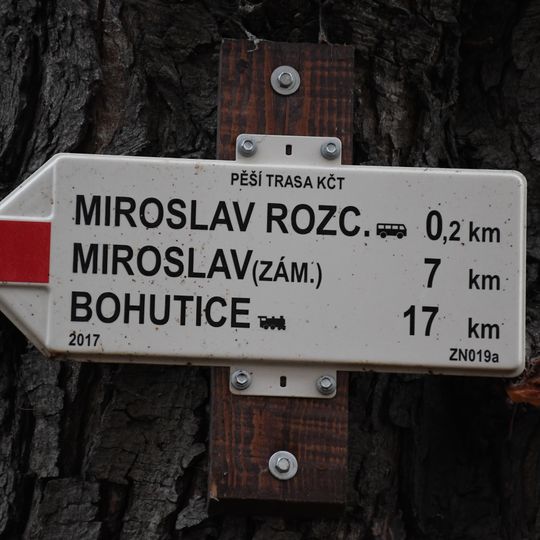 PĚŠÍ TRASA KČT
MIROSLAV ROZC. 0,2 km
MIROSLAV (ZÁM.) 7 km
BOHUTICE 17 km
2017 ZN019a